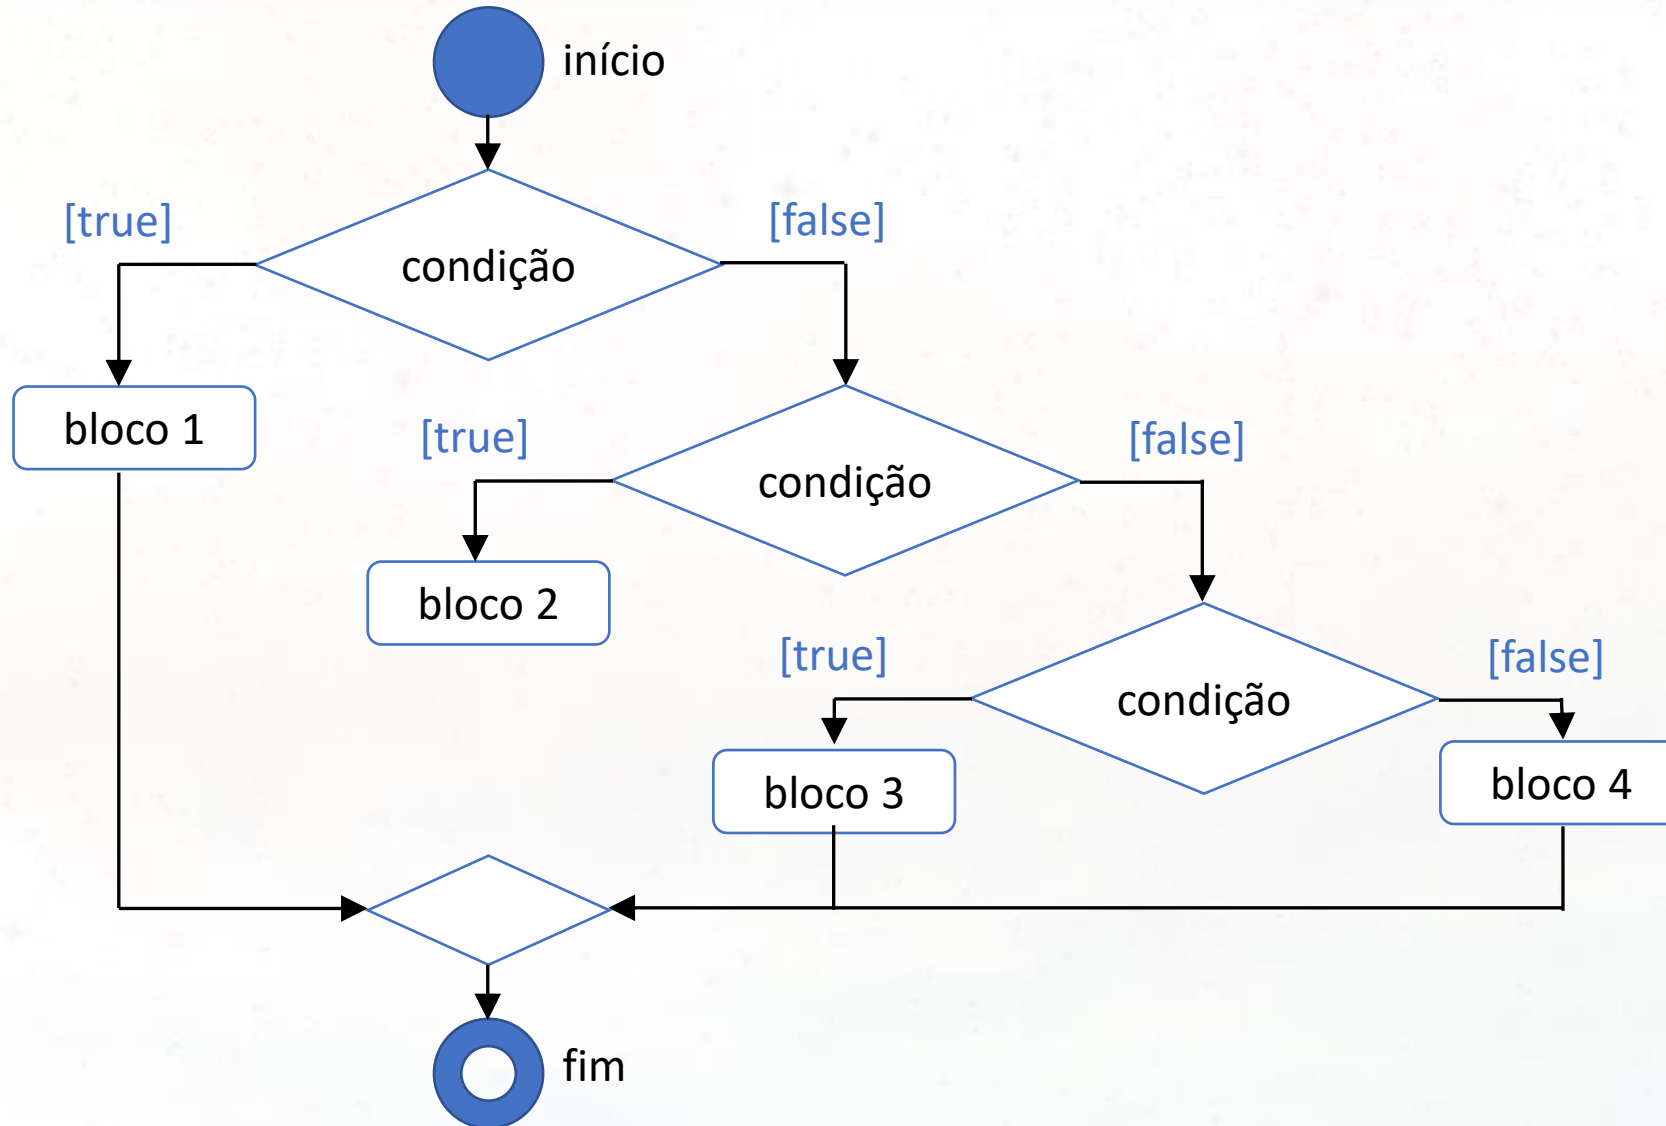 início
[true]
[false]
condição
bloco 1
[true]
[false]
condição
bloco 2
[true]
[false]
condição
bloco 3
bloco 4
fim